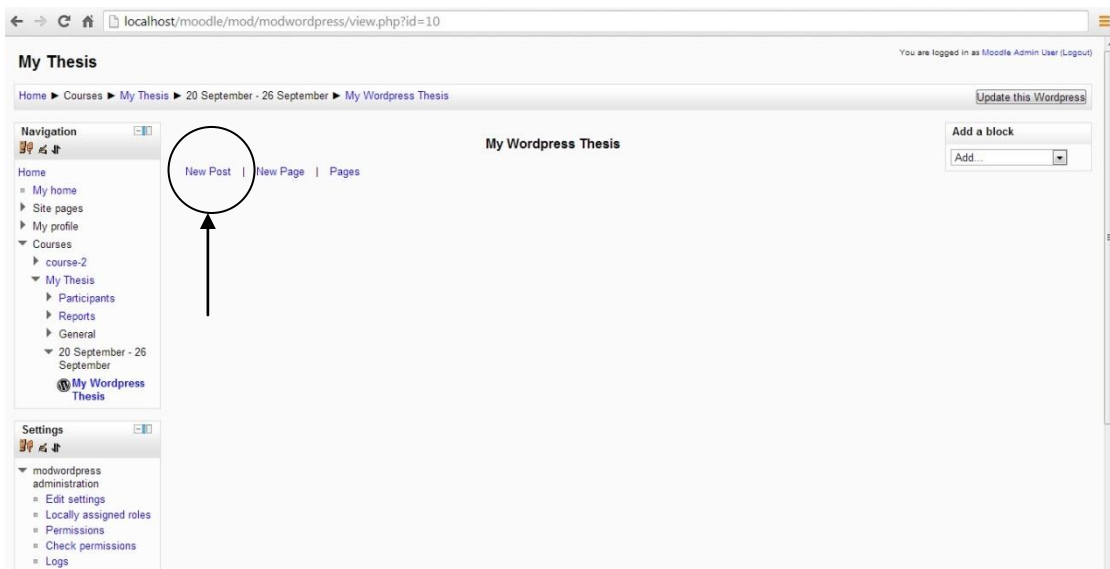 localhost/moodle/mod/modwordpress/view.php?id=10
My Thesis
You are logged in as Moodle Admin User (Logout)
Home ► Courses ► My Thesis ► 20 September - 26 September ► My Wordpress Thesis
Update this Wordpress
Navigation
Home
My home
Site pages
My profile
Courses
course-2
My Thesis
Participants
Reports
General
20 September - 26
September
My Wordpress
Thesis
Settings
modwordpress
administration
Edit settings
Locally assigned roles
Permissions
Check permissions
Logs
My Wordpress Thesis
New Post | New Page | Pages
Add a block
Add...